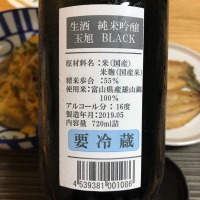 生酒 純米吟醸
玉旭 BLACK
原材料名：米(国産)
米麹(国産米)
精米歩合：55%
使用米：富山県産雄山錦
100%
アルコール分：16度
製造年月：2019.05
内容量：720ml詰
要冷蔵
4539381001086